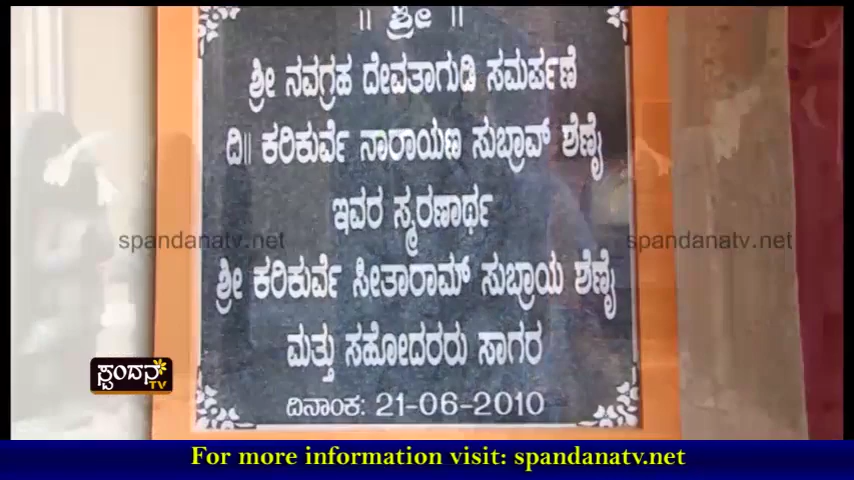 || ಶ್ರೀ ||
ಶ್ರೀ ನವಗ್ರಹ ದೇವತಾಗುಡಿ ಸಮರ್ಪಣೆ
ದಿ|| ಕರಿಕುರ್ವೆ ನಾರಾಯಣ ಸುಬ್ರಾವ್ ಶೆಣೈ
ಇವರ ಸ್ಮರಣಾರ್ಥ
spandanatv.net spandanatv.net
ಶ್ರೀ ಕರಿಕುರ್ವೆ ಸೀತಾರಾಮ್ ಸುಬ್ರಾಯ ಶೆಣೈ
ಮತ್ತು ಸಹೋದರರು ಸಾಗರ
ಸ್ಪಂದನ TV
ದಿನಾಂಕ: 21-06-2010
For more information visit: spandanatv.net